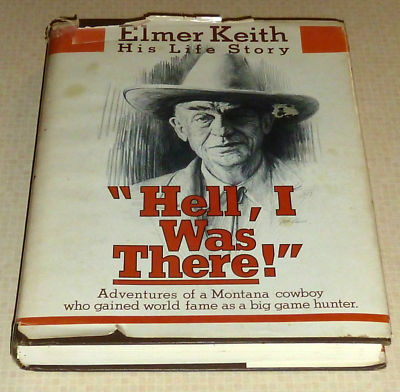 Elmer Keith
His Life Story
"Hell, I
Was
There!"
Adventures of a Montana cowboy
who gained world fame as a big game hunter.